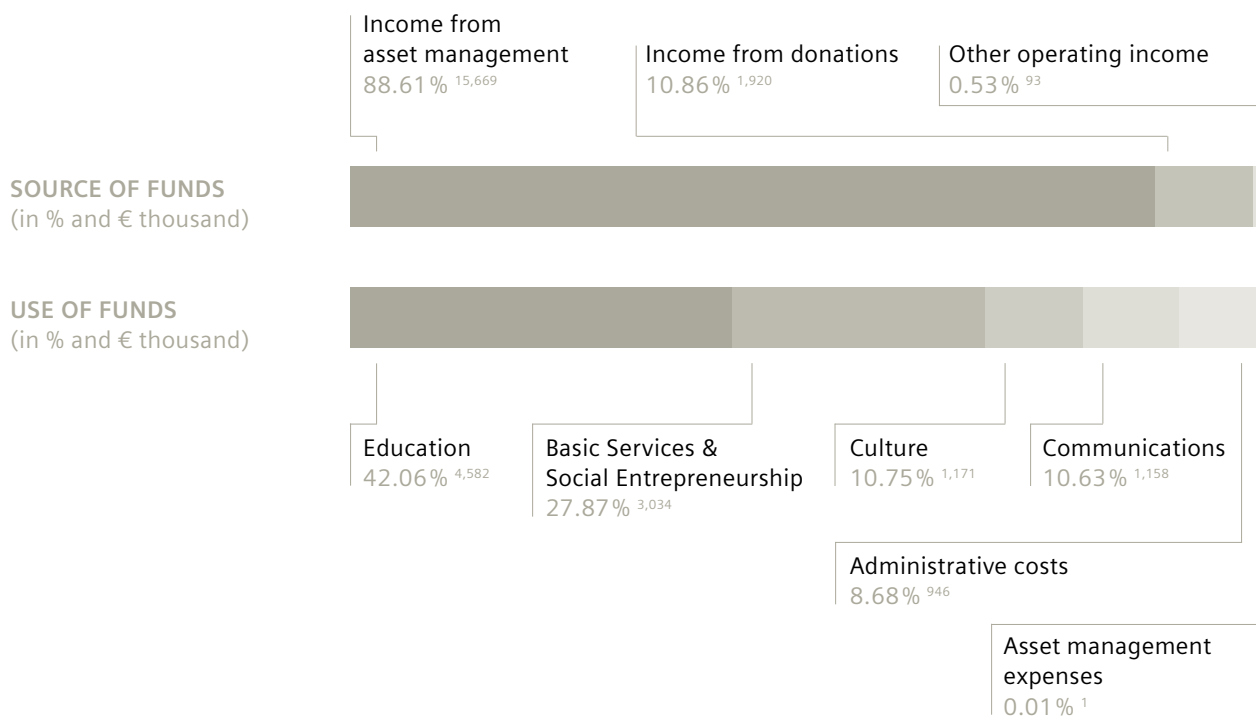 Income from
asset management
88.61% 15,669
Income from donations
10.86% 1,920
Other operating income
0.53% 93
SOURCE OF FUNDS
(in % and € thousand)
USE OF FUNDS
(in % and € thousand)
Education
42.06% 4,582
Basic Services &
Social Entrepreneurship
27.87% 3,034
Culture
10.75% 1,171
Communications
10.63% 1,158
Administrative costs
8.68% 946
Asset management
expenses
0.01% 1